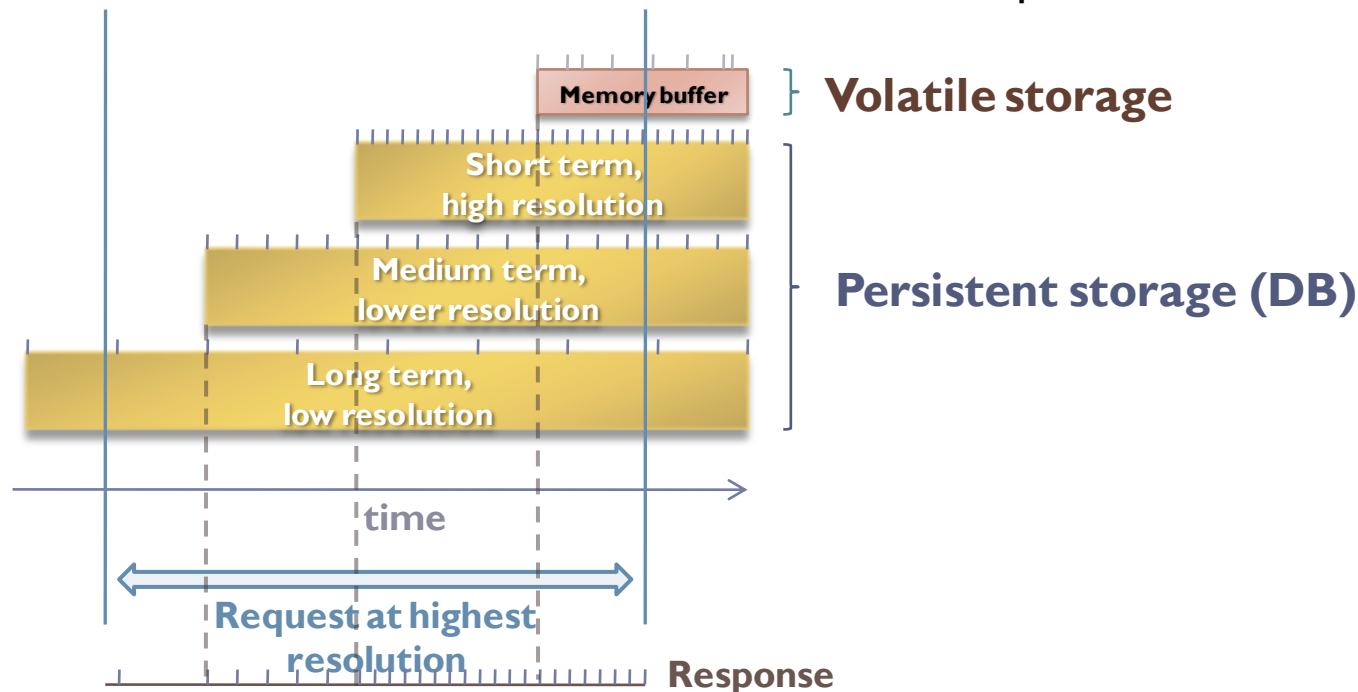 Memory buffer
Volatile storage
Short term,
high resolution
Medium term,
lower resolution
Persistent storage (DB)
Long term,
low resolution
time
Request at highest
resolution
Response